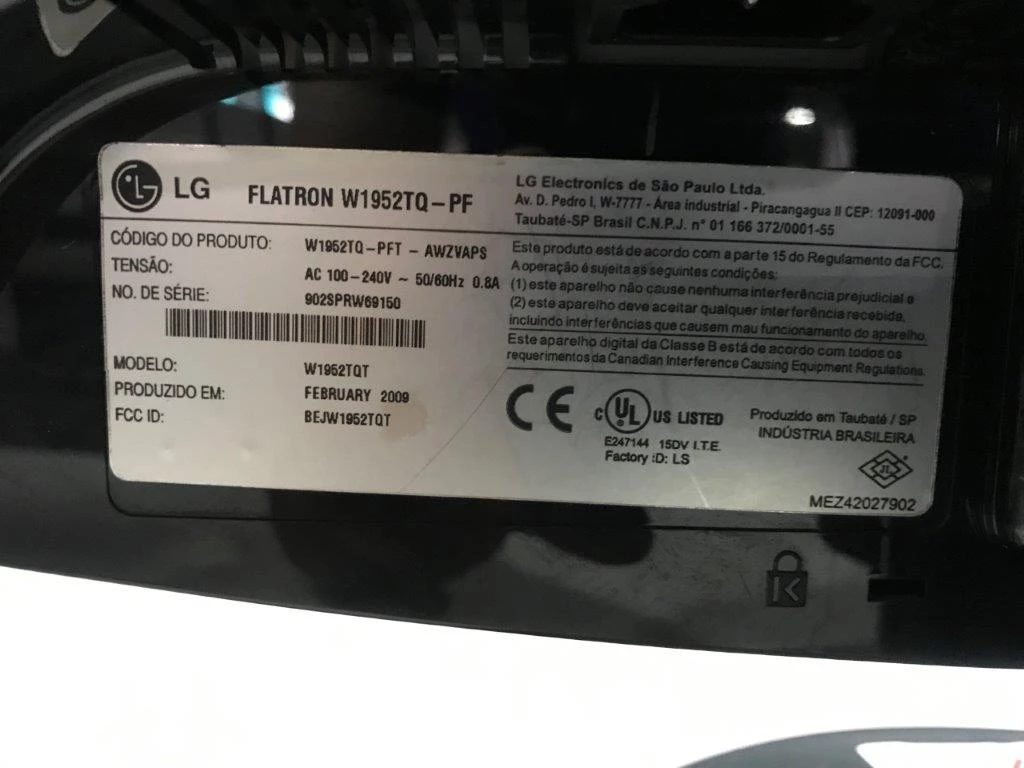 LG FLATRON W1952TQ-PF
CÓDIGO DO PRODUTO: W1952TQ-PFT - AWZVAPS
TENSÃO: AC 100-240V ~ 50/60Hz 0.8A
NO. DE SÉRIE: 902SPRW69150
MODELO: W1952TQT
PRODUZIDO EM: FEBRUARY 2009
FCC ID: BEJW1952TQT
LG Electronics de São Paulo Ltda.
Av. D. Pedro I, W-7777 - Área industrial - Piracangagua II CEP: 12091-000
Taubaté-SP Brasil C.N.P.J. n° 01 166 372/0001-55
Este produto está de acordo com a parte 15 do Regulamento da FCC.
A operação é sujeita as seguintes condições:
(1) este aparelho não cause nenhuma interferência prejudicial e
(2) este aparelho deve aceitar qualquer interferência recebida,
incluindo interferências que causem mau funcionamento do aparelho.
Este aparelho digital da Classe B está de acordo com todos os
requerimentos da Canadian Interference Causing Equipment Regulations.
CE c UL US LISTED
E247144 15DV I.T.E.
Factory ID: LS
Produzido em Taubaté / SP
INDÚSTRIA BRASILEIRA
JL
MEZ42027902
K